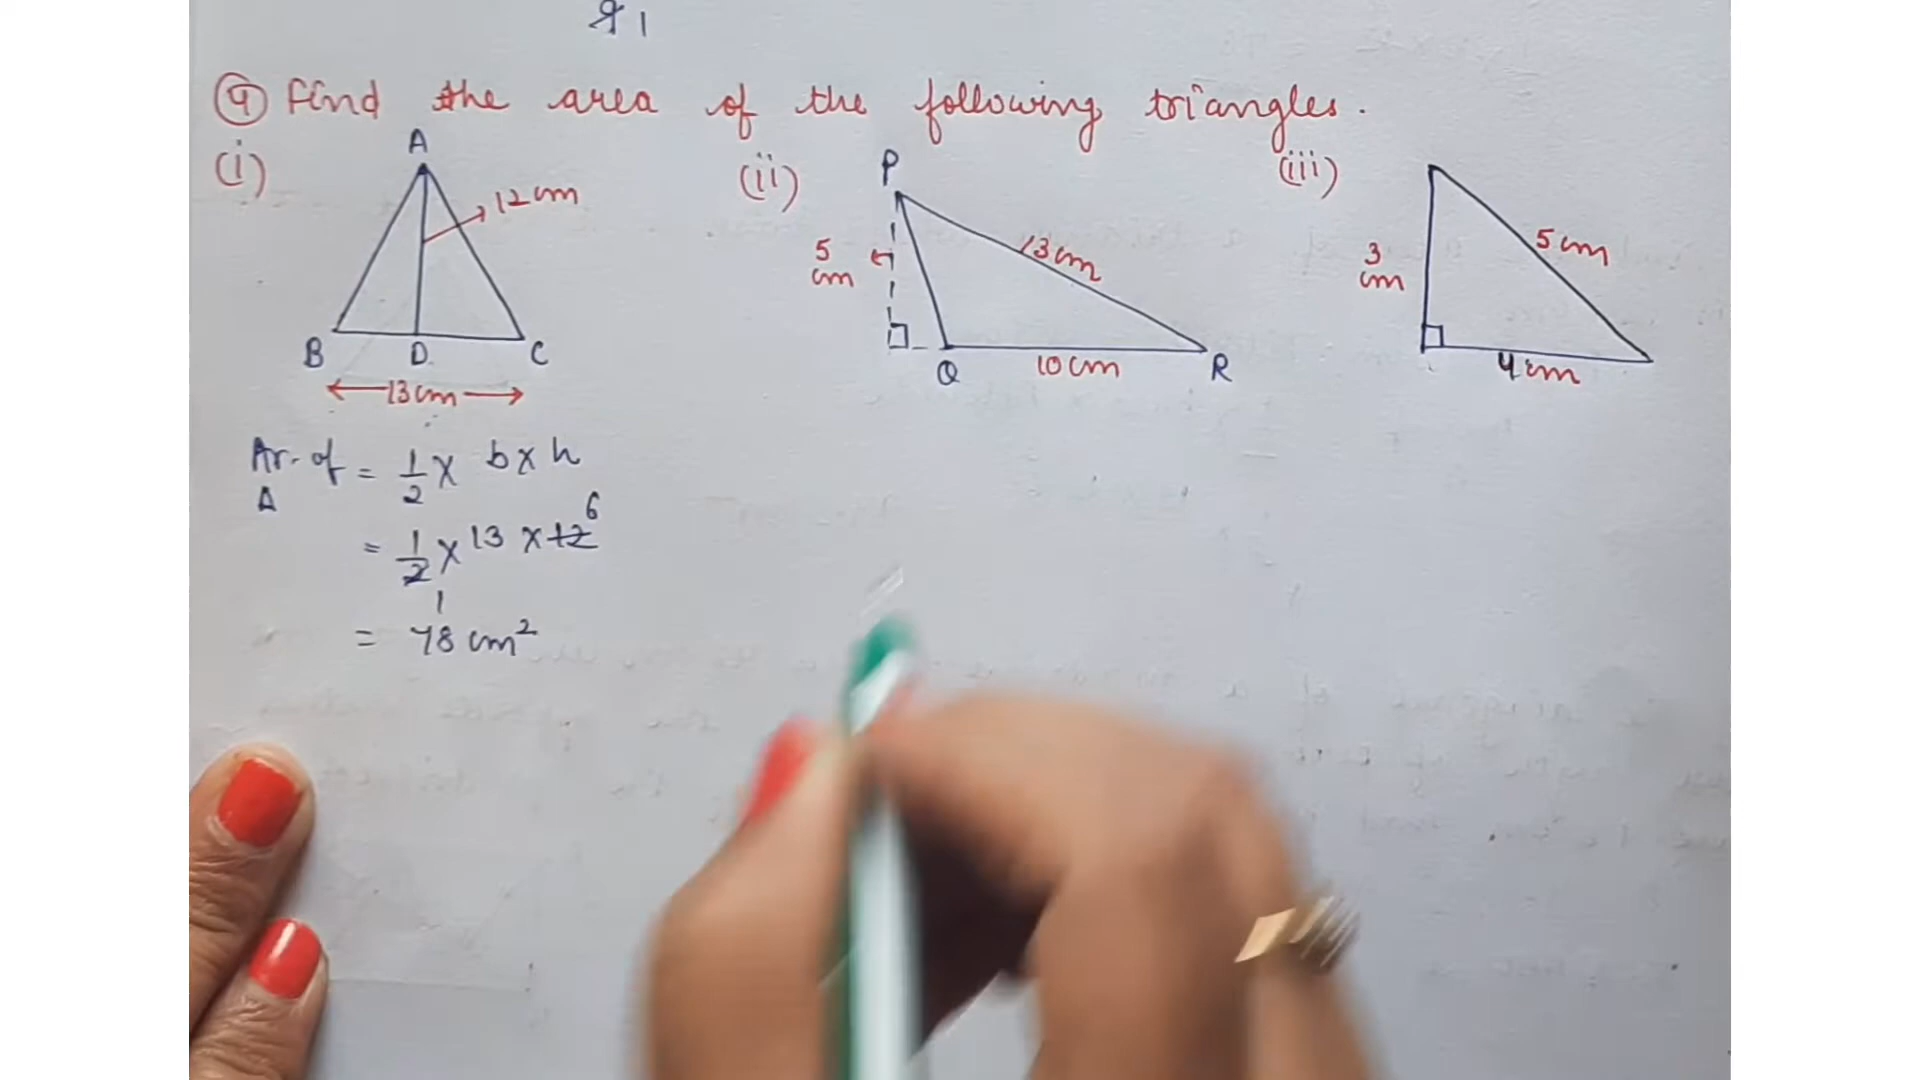 ④ Find the area of the following triangles.
(i)
A
12 cm
B D C
13 cm
(ii)
P
5 cm
13 cm
Q 10 cm R
(iii)
3 cm
5 cm
4 cm
Ar. of Δ = 1/2 × b × h
= 1/2 × 13 × 12 6
1
= 78 cm²